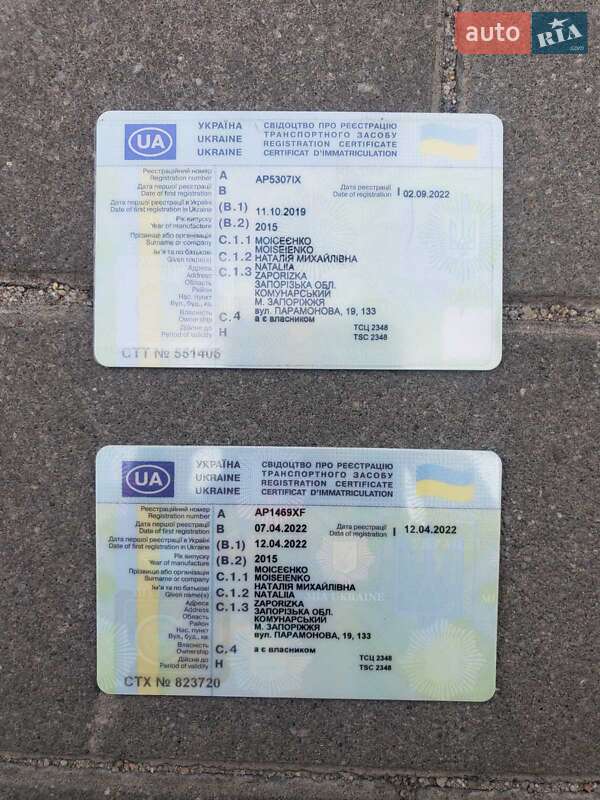 auto RIA .com
УКРАЇНА СВІДОЦТВО ПРО РЕЄСТРАЦІЮ
UA UKRAINE ТРАНСПОРТНОГО ЗАСОБУ
UKRAINE REGISTRATION CERTIFICATE
CERTIFICAT D'IMMATRICULATION
Реєстраційний номер
Registration number A AP5307IX
Дата першої реєстрації
Date of first registration B
Дата реєстрації
Date of registration I 02.09.2022
Дата першої реєстрації в Україні
Date of first registration in Ukraine (B.1) 11.10.2019
Рік випуску
Year of manufacture (B.2) 2015
Прізвище або організація
Surname or company C.1.1 МОІСЄЄНКО
MOISEIENKO
Ім'я та по батькові
Given name(s) C.1.2 НАТАЛІЯ МИХАЙЛІВНА
NATALIIA
Адреса
Address C.1.3 ZAPORIZKA
Область ЗАПОРІЗЬКА ОБЛ.
Район КОМУНАРСЬКИЙ
Нас. пункт М. ЗАПОРІЖЖЯ
Вул., буд., кв. вул. ПАРАМОНОВА, 19, 133
Власність
Ownership C.4 а є власником
Дійсне до
Period of validity H
ТСЦ 2348
TSC 2348
СТТ № 551406
УКРАЇНА СВІДОЦТВО ПРО РЕЄСТРАЦІЮ
UA UKRAINE ТРАНСПОРТНОГО ЗАСОБУ
UKRAINE REGISTRATION CERTIFICATE
CERTIFICAT D'IMMATRICULATION
Реєстраційний номер
Registration number A AP1469XF
Дата першої реєстрації
Date of first registration B 07.04.2022
Дата реєстрації
Date of registration I 12.04.2022
Дата першої реєстрації в Україні
Date of first registration in Ukraine (B.1) 12.04.2022
Рік випуску
Year of manufacture (B.2) 2015
Прізвище або організація
Surname or company C.1.1 МОІСЄЄНКО
MOISEIENKO
Ім'я та по батькові
Given name(s) C.1.2 НАТАЛІЯ МИХАЙЛІВНА
NATALIIA
Адреса
Address C.1.3 ZAPORIZKA
Область ЗАПОРІЗЬКА ОБЛ.
Район КОМУНАРСЬКИЙ
Нас. пункт М. ЗАПОРІЖЖЯ
Вул., буд., кв. вул. ПАРАМОНОВА, 19, 133
Власність
Ownership C.4 а є власником
Дійсне до
Period of validity H
ТСЦ 2348
TSC 2348
СТХ № 823720